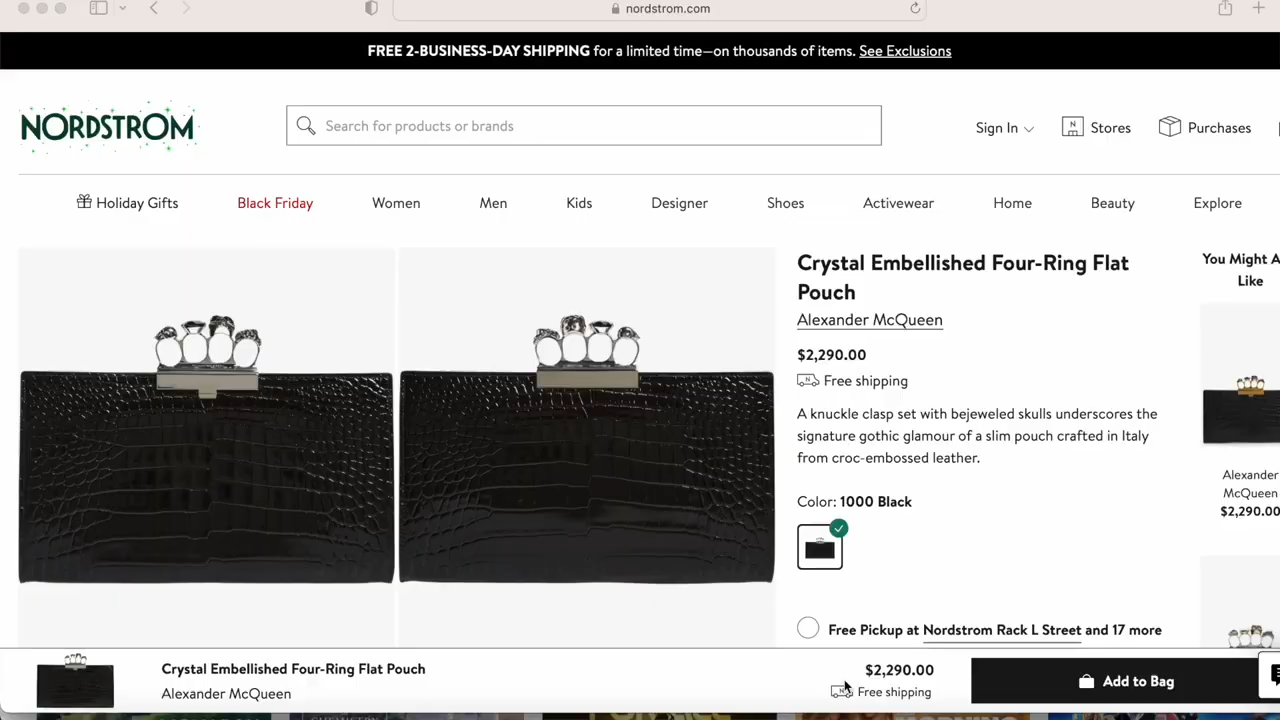 nordstrom.com
FREE 2-BUSINESS-DAY SHIPPING for a limited time—on thousands of items. See Exclusions
NORDSTROM
Search for products or brands
Sign In
N
Stores
Purchases
Holiday Gifts
Black Friday
Women
Men
Kids
Designer
Shoes
Activewear
Home
Beauty
Explore
Crystal Embellished Four-Ring Flat
Pouch
Alexander McQueen
$2,290.00
N
Free shipping
A knuckle clasp set with bejeweled skulls underscores the
signature gothic glamour of a slim pouch crafted in Italy
from croc-embossed leather.
Color: 1000 Black
Free Pickup at Nordstrom Rack L Street and 17 more
You Might A
Like
Alexander
McQueen
$2,290.00
Crystal Embellished Four-Ring Flat Pouch
Alexander McQueen
$2,290.00
Free shipping
Add to Bag